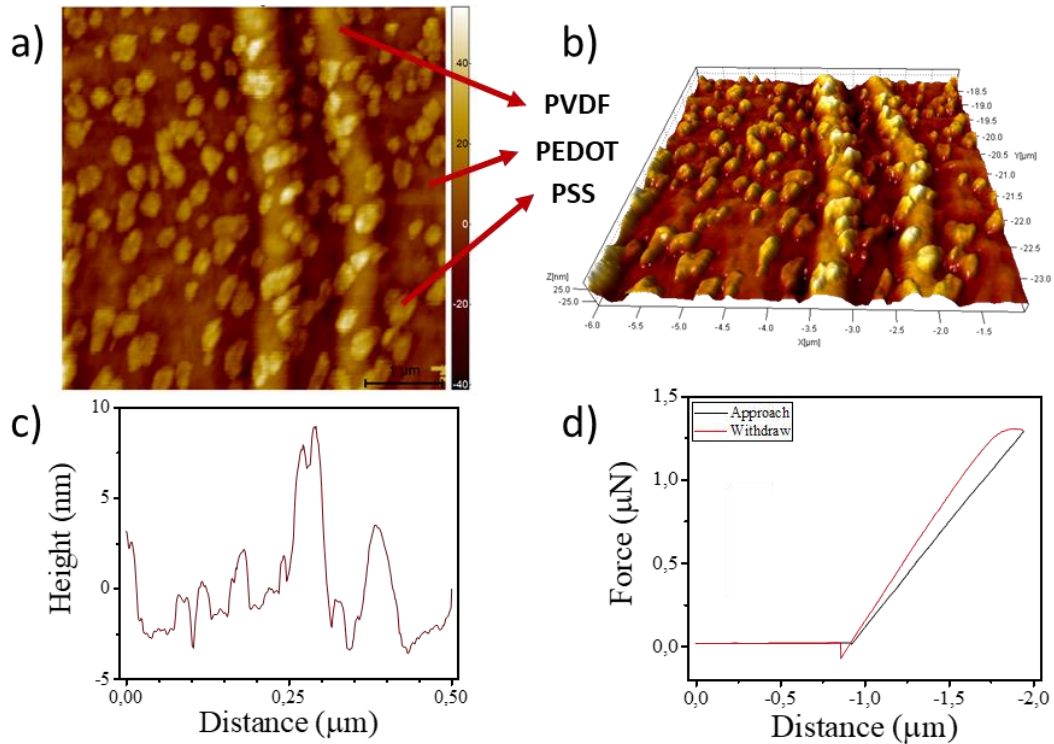 a)
40
20
0
-20
-40
µm
PVDF
PEDOT
PSS
b)
-18.5
-19.0
-19.5
-20.0
-20.5
Y[µm]
-21.0
-21.5
-22.0
-22.5
-23.0
Z[nm]
25.0
-25.0
-6.0 -5.5 -5.0 -4.5 -4.0 -3.5 -3.0 -2.5 -2.0 -1.5
X[µm]
c)
10
5
0
-5
Height (nm)
0,00 0,25 0,50
Distance (µm)
d)
1,5
1,0
0,5
0,0
Force (µN)
Approach
Withdraw
0,0 -0,5 -1,0 -1,5 -2,0
Distance (µm)